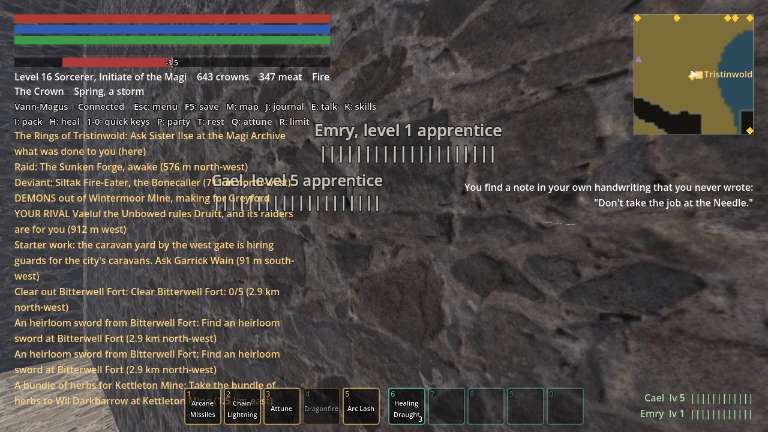 -3.5
Level 16 Sorcerer, Initiate of the Magi 643 crowns 347 meat Fire
The Crown Spring, a storm
Vann-Magus Connected Esc: menu F5: save M: map J: journal E: talk K: skills
I: pack H: heal 1-0: quick keys P: party T: rest Q: attune R: limit
The Rings of Tristinwold: Ask Sister Ilse at the Magi Archive
what was done to you (here)
Raid: The Sunken Forge, awake (576 m north-west)
Deviant: Siltak Fire-Eater, the Bonecaller
DEMONS out of Wintermoor Mine, making for Greyford
YOUR RIVAL Vaelul the Unbowed rules Druitt, and its raiders
are for you (912 m west)
Starter work: the caravan yard by the west gate is hiring
guards for the city's caravans. Ask Garrick Wain (91 m south-
west)
Clear out Bitterwell Fort: Clear Bitterwell Fort: 0/5 (2.9 km
north-west)
An heirloom sword from Bitterwell Fort: Find an heirloom
sword at Bitterwell Fort (2.9 km north-west)
An heirloom sword from Bitterwell Fort: Find an heirloom
sword at Bitterwell Fort (2.9 km north-west)
A bundle of herbs for Kettleton Mine: Take the bundle of
herbs to Wil Darkbarrow at Kettleton
Emry, level 1 apprentice
Cael, level 5 apprentice
Tristinwold
You find a note in your own handwriting that you never wrote:
"Don't take the job at the Needle."
1 Arcane Missiles
2 Chain Lightning
3 Attune
4 Dragonfire
5 Arc Lash
6 Healing Draught 3
7
8
9
0
Cael lv 5
Emry lv 1